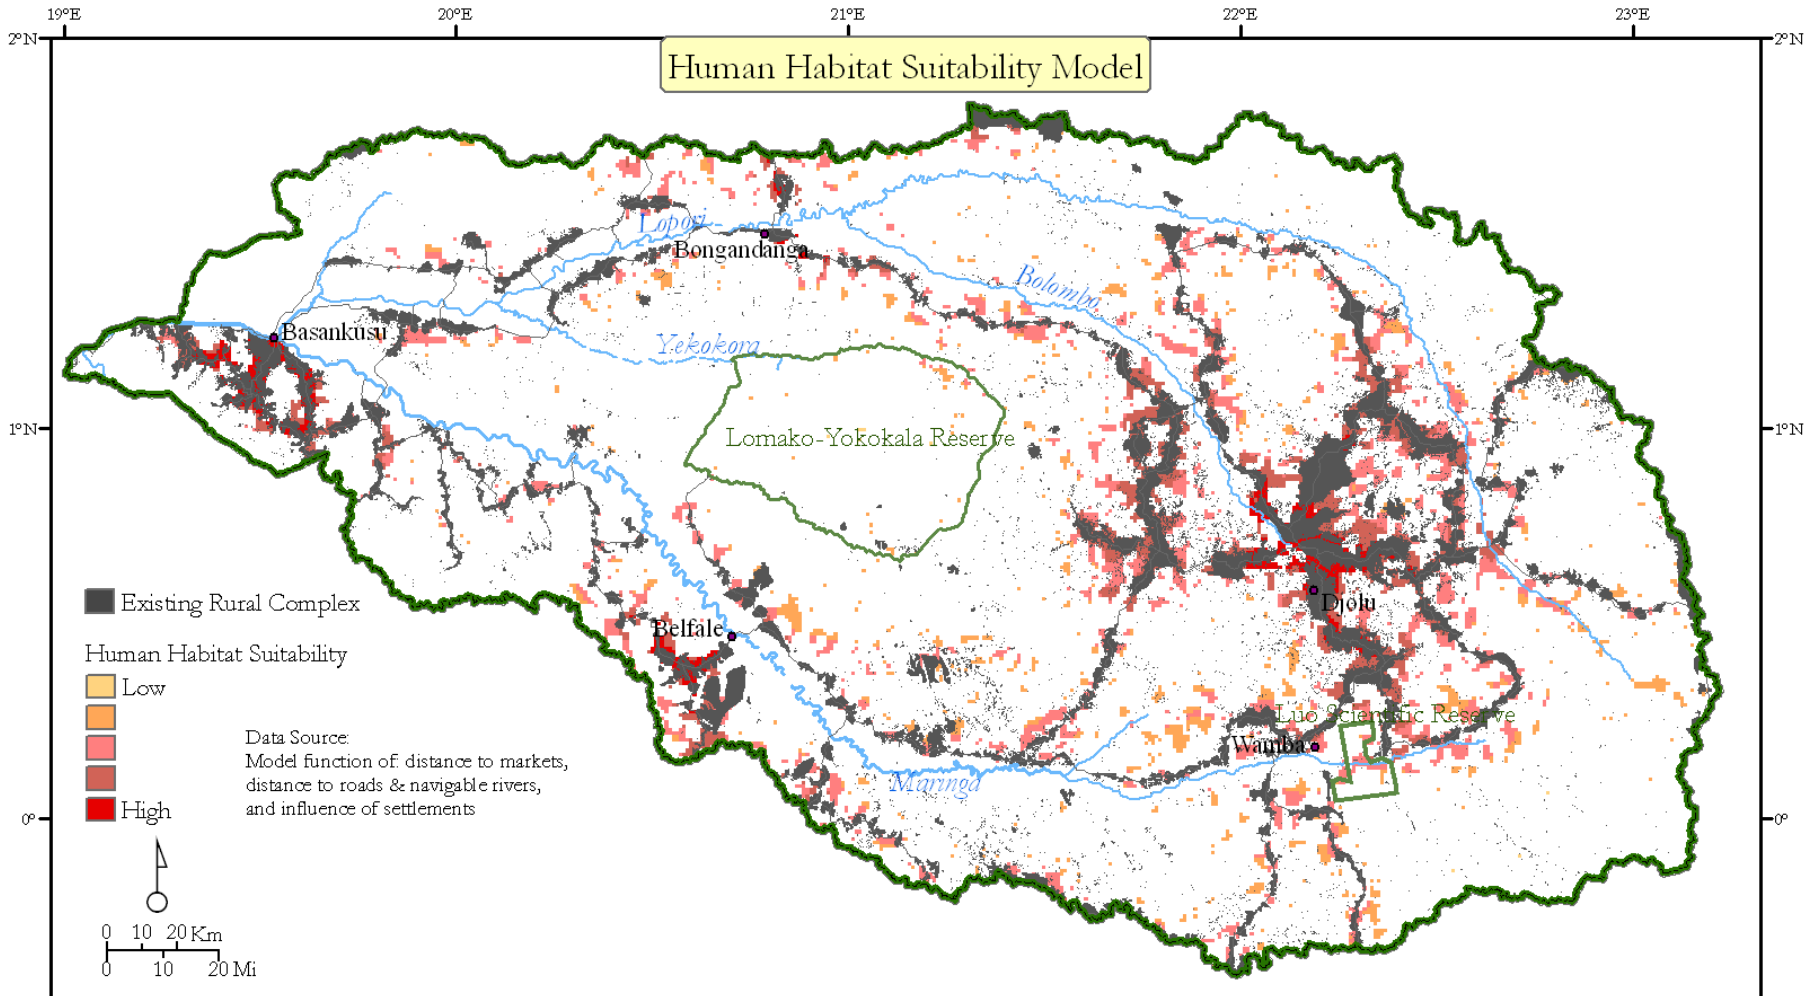 19°E 20°E 21°E 22°E 23°E
2°N 2°N
Human Habitat Suitability Model
Lopori
Bongandanga
Bolombo
Basankusu
Yekokora
1°N 1°N
Lomako-Yokokala Reserve
Existing Rural Complex
Djolu
Belfale
Human Habitat Suitability
Low
Luo Scientific Reserve
Data Source:
Wamba
Model function of: distance to markets,
distance to roads & navigable rivers,
Maringa
and influence of settlements
High
0° 0°
0 10 20 Km
0 10 20 Mi